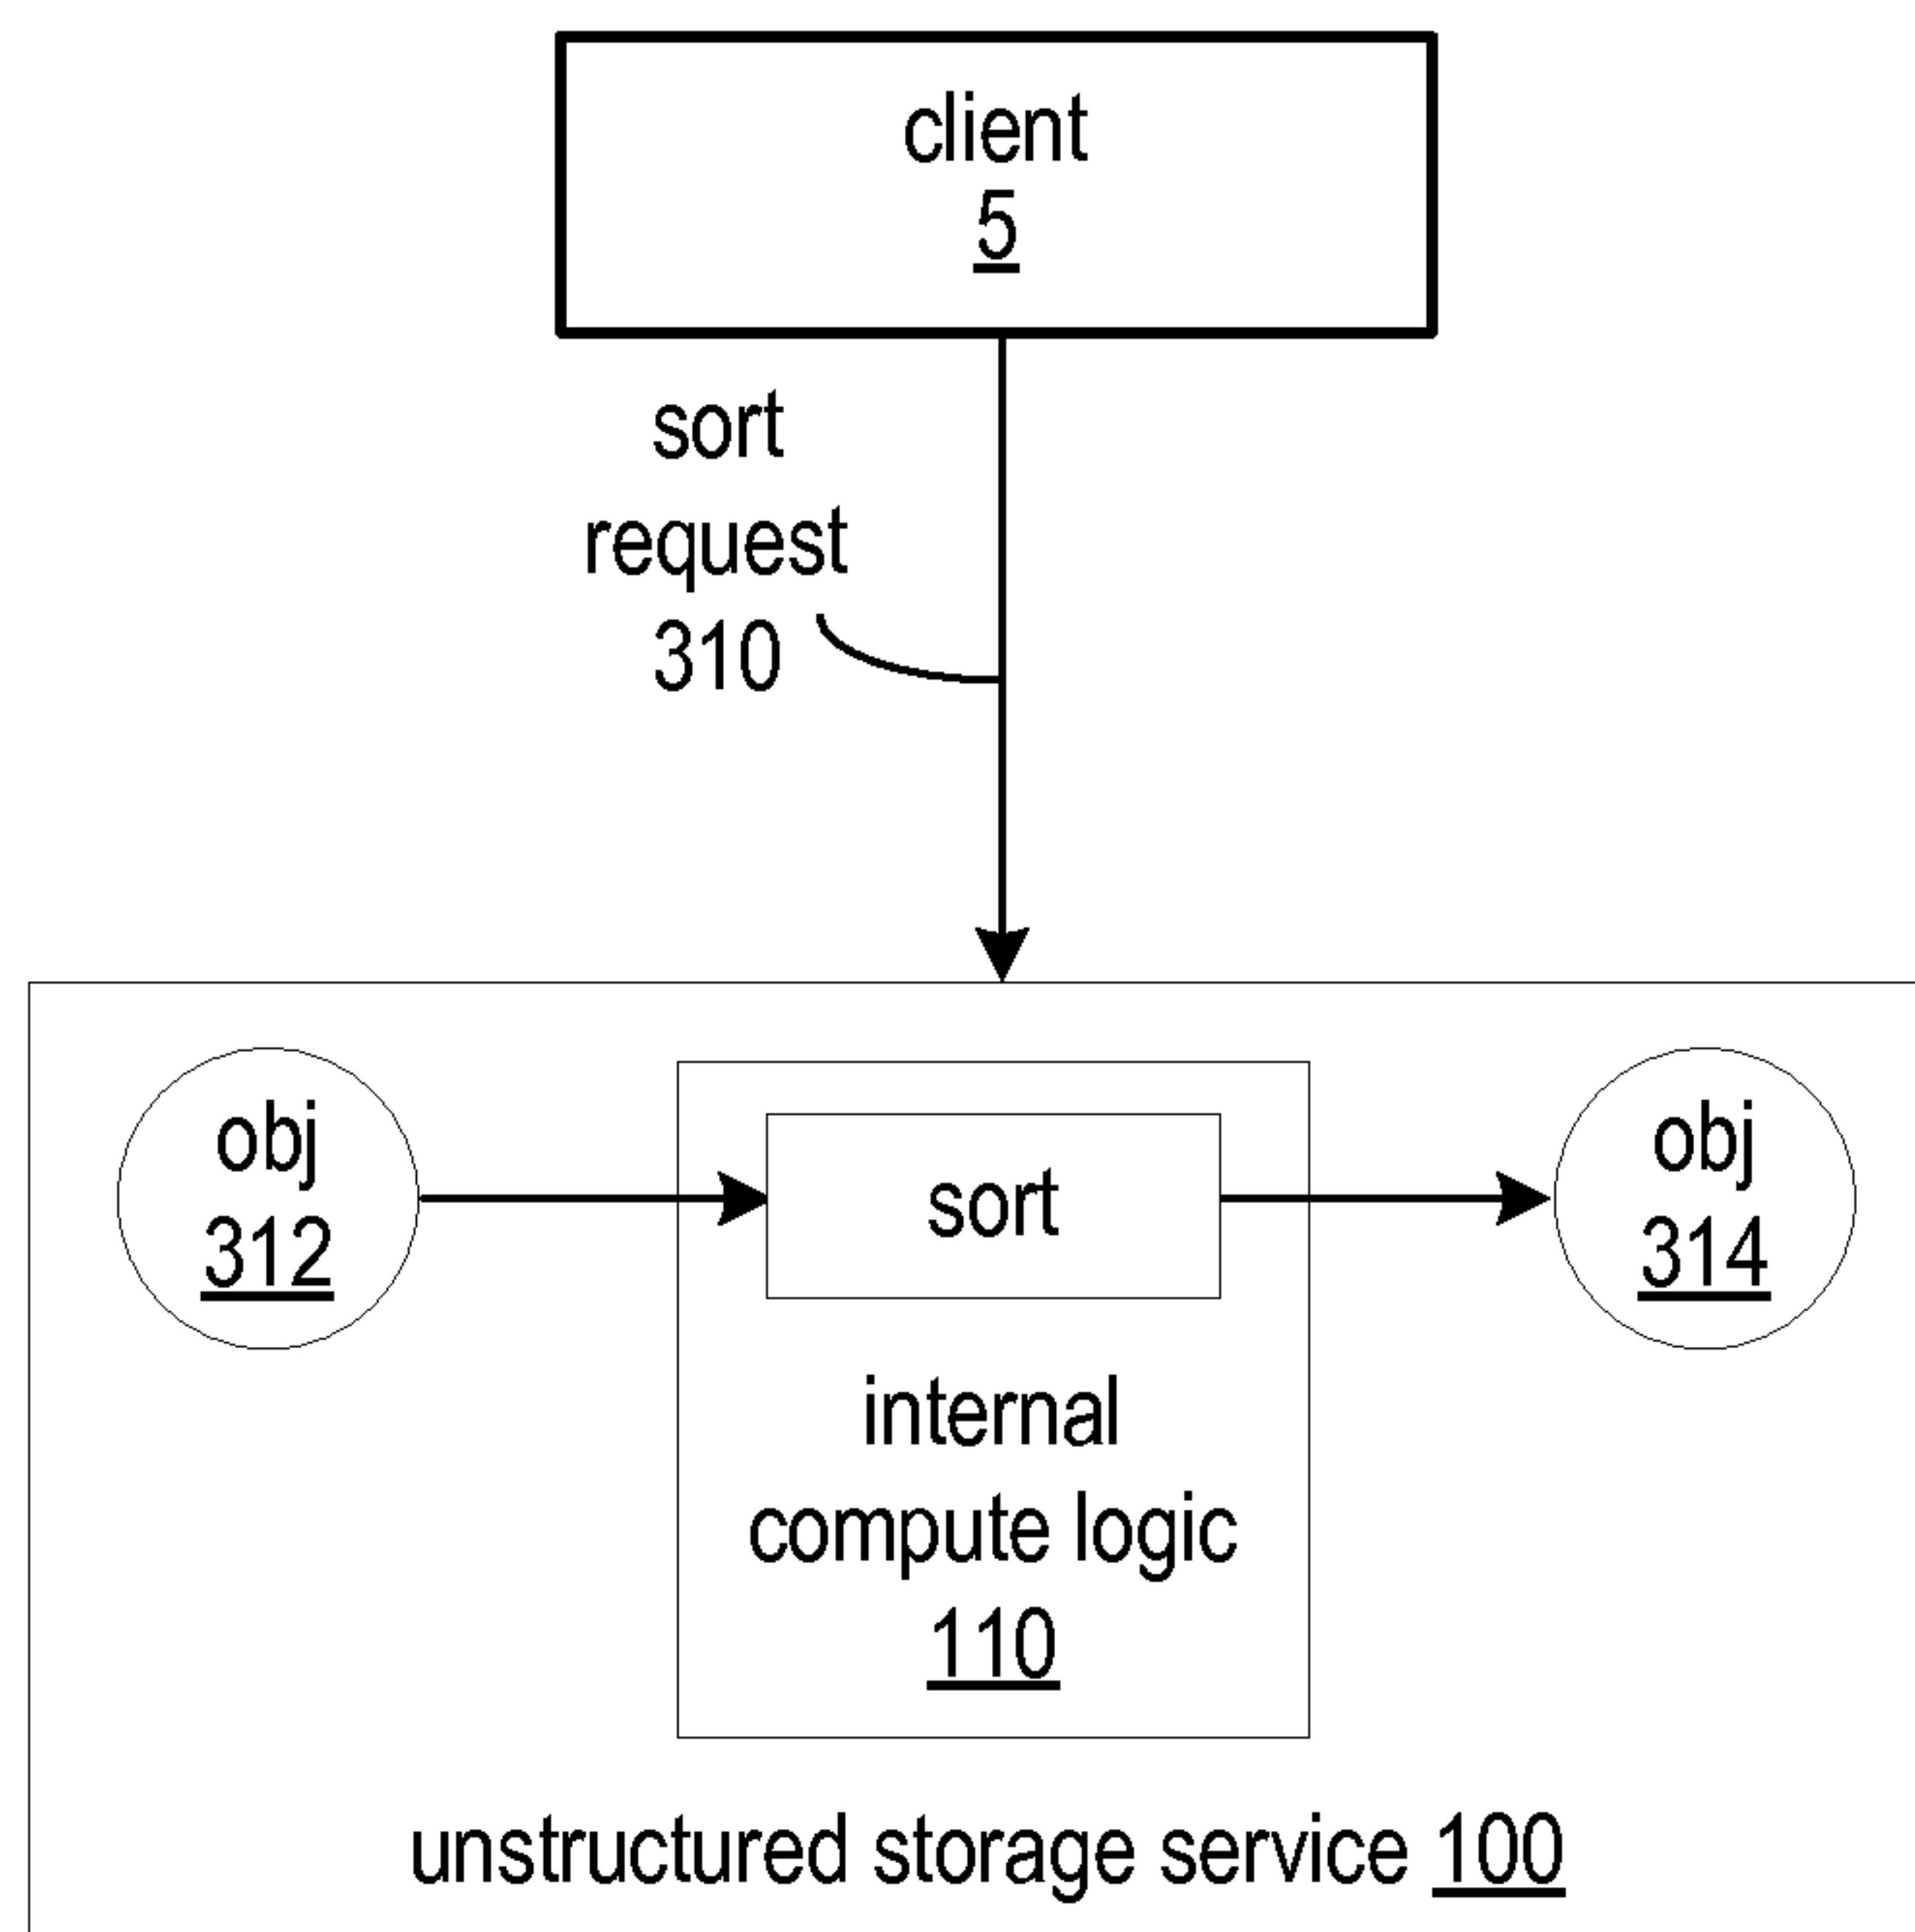 client
5
sort
request
310
obj
312
sort
obj
314
internal
compute logic
110
unstructured storage service 100